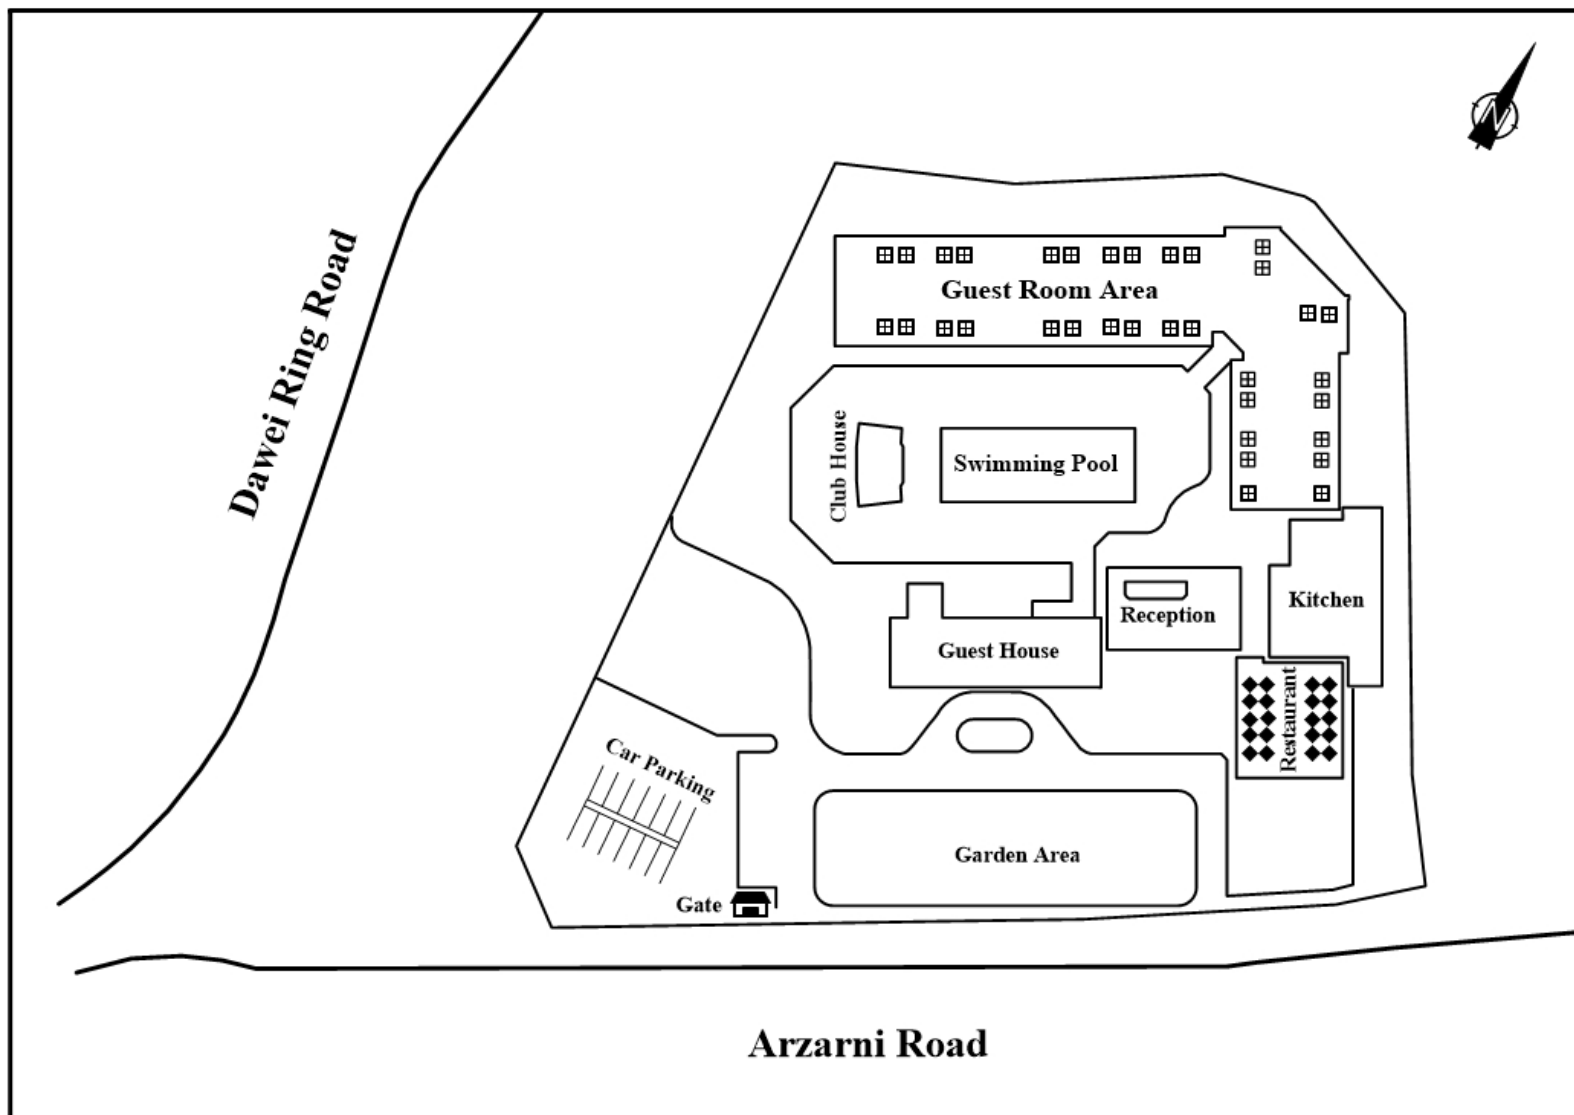 N
Dawei Ring Road
Guest Room Area
Club House
Swimming Pool
Reception
Kitchen
Guest House
Restaurant
Car Parking
Garden Area
Gate
Arzarni Road